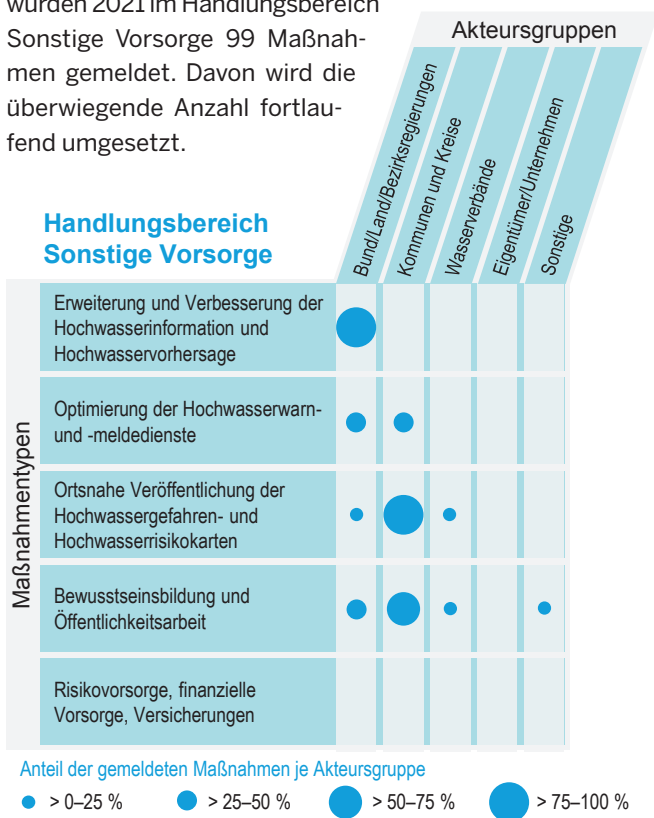 wurden 2021 im Handlungsbereich
Sonstige Vorsorge 99 Maßnah-
men gemeldet. Davon wird die
überwiegende Anzahl fortlau-
fend umgesetzt.
Akteursgruppen
Bund/Land/Bezirksregierungen
Kommunen und Kreise
Wasserverbände
Eigentümer/Unternehmen
Sonstige
Handlungsbereich
Sonstige Vorsorge
Maßnahmentypen
Erweiterung und Verbesserung der
Hochwasserinformation und
Hochwasservorhersage
Optimierung der Hochwasserwarn-
und -meldedienste
Ortsnahe Veröffentlichung der
Hochwassergefahren- und
Hochwasserrisikokarten
Bewusstseinsbildung und
Öffentlichkeitsarbeit
Risikovorsorge, finanzielle
Vorsorge, Versicherungen
Anteil der gemeldeten Maßnahmen je Akteursgruppe
> 0–25 % > 25–50 % > 50–75 % > 75–100 %